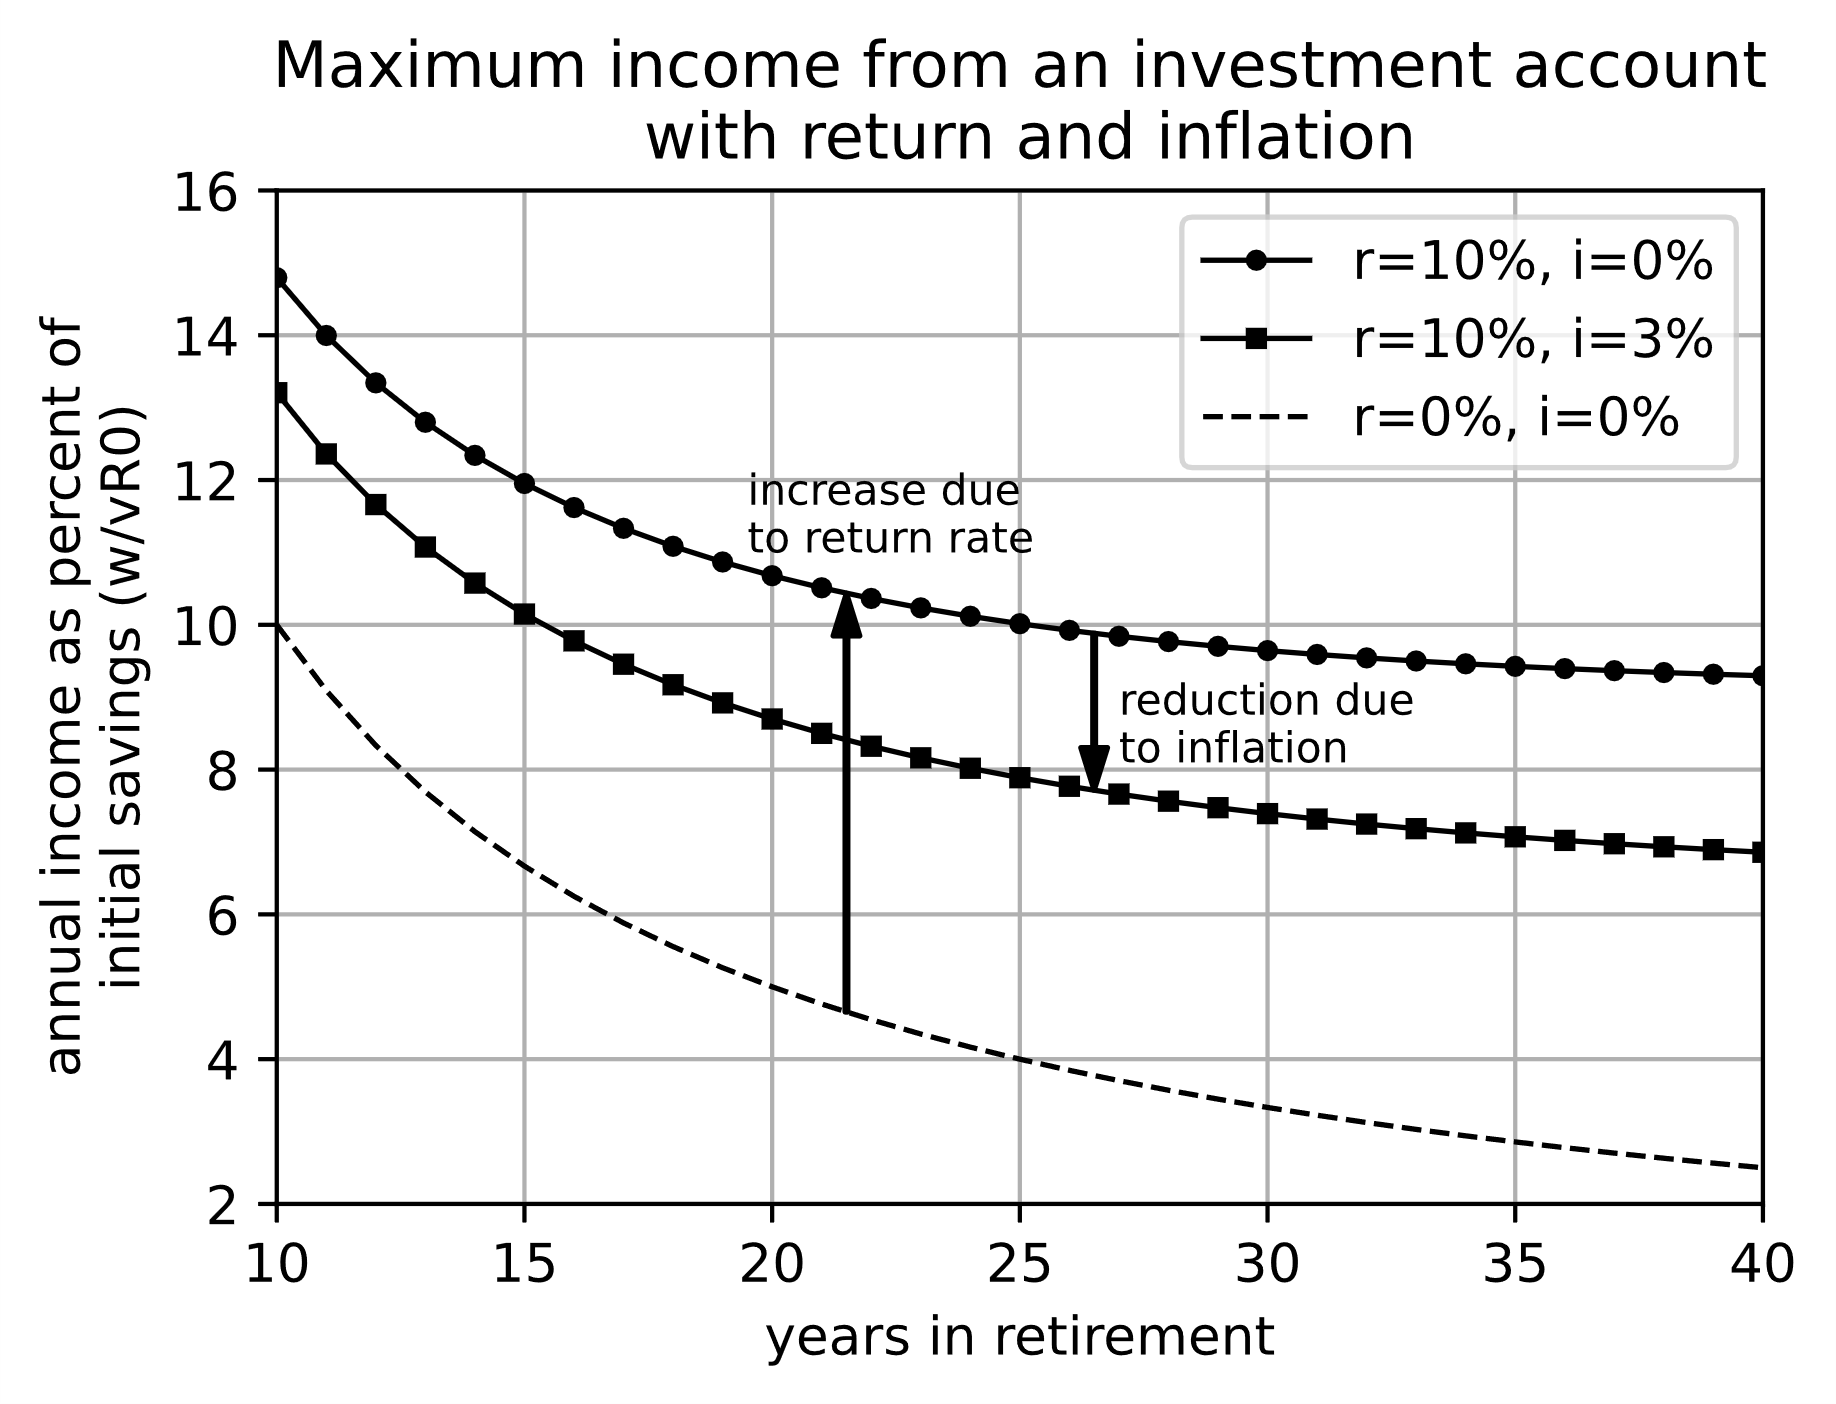 Maximum income from an investment account
with return and inflation
annual income as percent of
initial savings (w/vR0)
16
14
12
10
8
6
4
2
r=10%, i=0%
r=10%, i=3%
r=0%, i=0%
increase due
to return rate
reduction due
to inflation
10 15 20 25 30 35 40
years in retirement